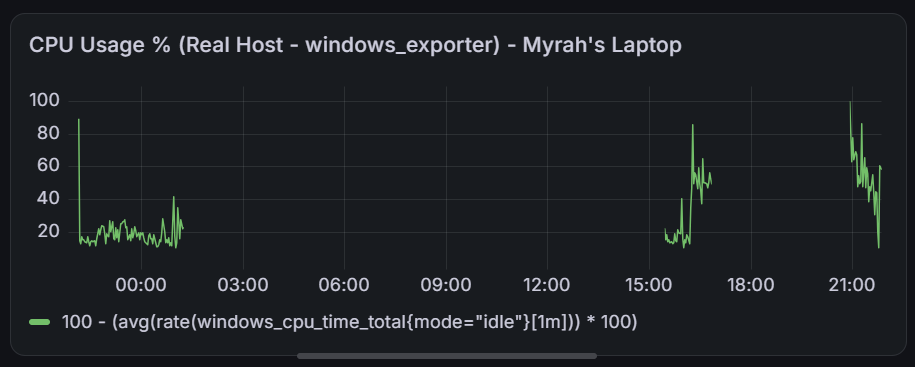 CPU Usage % (Real Host - windows_exporter) - Myrah's Laptop
100
80
60
40
20
00:00 03:00 06:00 09:00 12:00 15:00 18:00 21:00
100 - (avg(rate(windows_cpu_time_total{mode="idle"}[1m])) * 100)